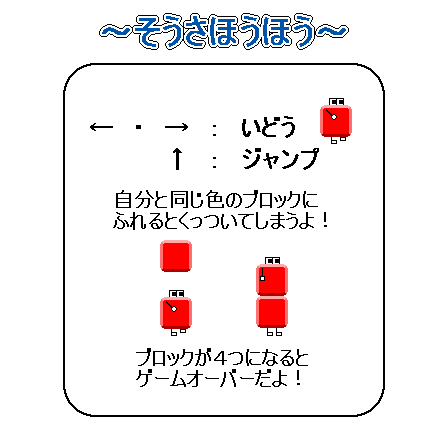 ～そうさほうほう～
← ・ → ： いどう
↑ ： ジャンプ
自分と同じ色のブロックに
ふれるとくっついてしまうよ！
ブロックが４つになると
ゲームオーバーだよ！